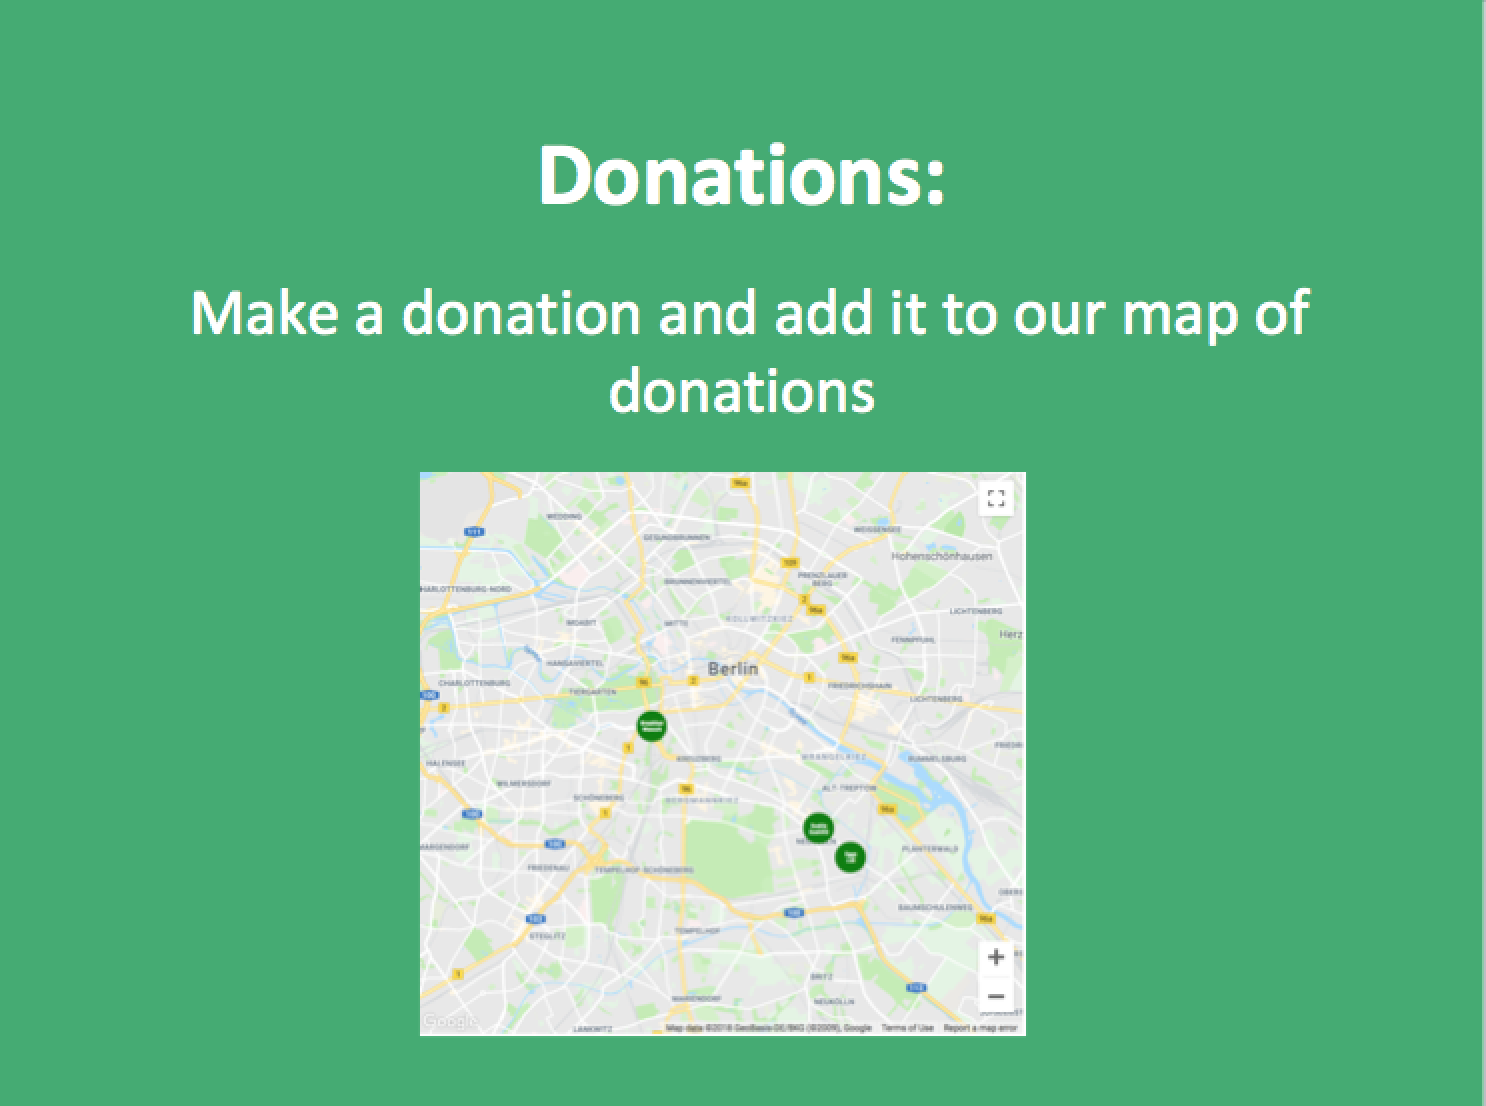 Donations:
Make a donation and add it to our map of
donations
96a
WEDDING
111
GESUNDBRUNNEN
WEISSENSEE
Hohenschönhausen
109
BRUNNENVIERTEL
PRENZLAUER
BERG
HARLOTTENBURG-NORD
2
96a
KOLLWITZKIEZ
LICHTENBERG
MOABIT
MITTE
FENNPFUHL
Herz
HANSAVIERTEL
Berlin
96a
CHARLOTTENBURG
TIERGARTEN
96
2
1
FRIEDRICHSHAIN
100
2
LICHTENBERG
1
KREUZBERG
WRANGELKIEZ
RUMMELSBURG
FRIEDRI
HALENSEE
WILMERSDORF
SCHÖNEBERG
96
BERGMANNKIEZ
ALT-TREPTOW
100
1
96a
100
PLÄNTERWALD
MARGENDORF
FRIEDENAU
TEMPELHOF-SCHÖNEBERG
OBERS
103
100
BAUMSCHULENWEG
96a
STEGLITZ
TEMPELHOF
1
BRITZ
113
MARIENDORF
NEUKÖLLN
Google
LANKWITZ
Map data ©2018 GeoBasis-DE/BKG (©2009), Google Terms of Use Report a map error